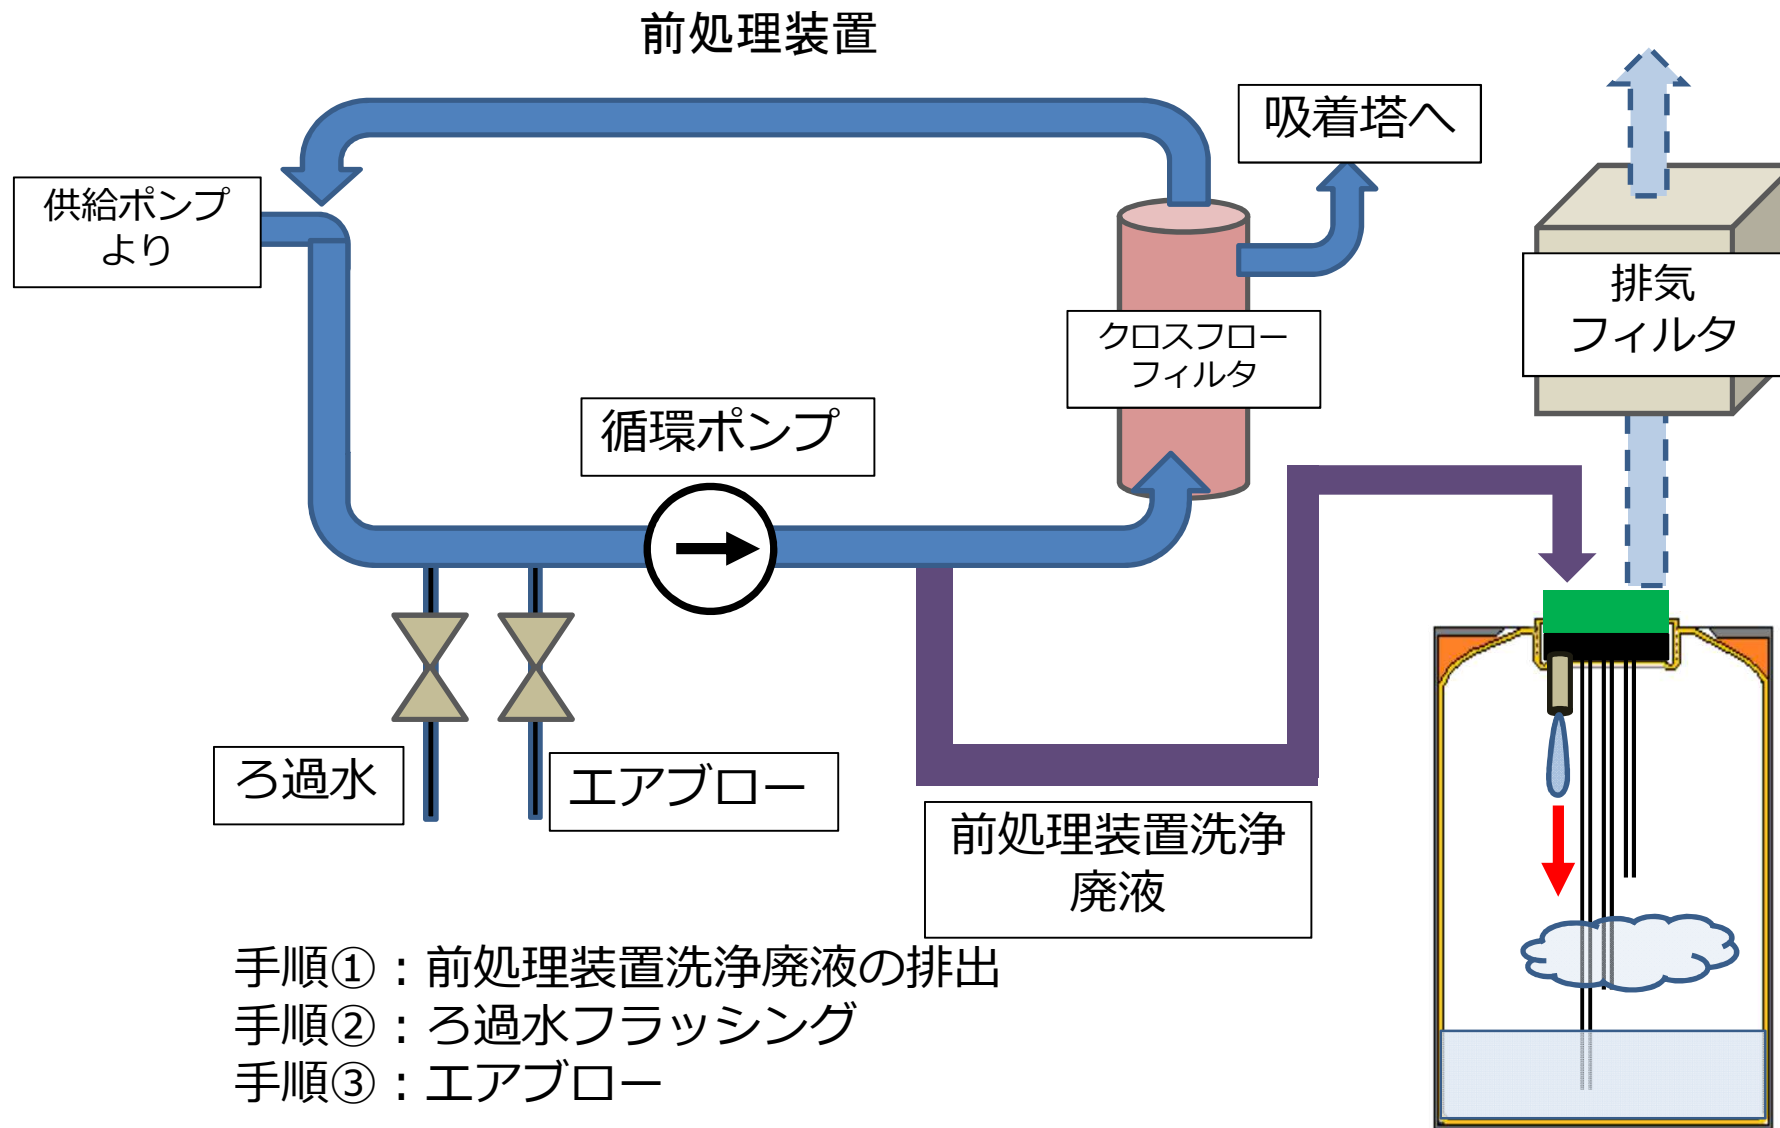 前処理装置
吸着塔へ
供給ポンプ
より
排気
フィルタ
クロスフロー
フィルタ
循環ポンプ
ろ過水
エアブロー
前処理装置洗浄
廃液
手順①：前処理装置洗浄廃液の排出
手順②：ろ過水フラッシング
手順③：エアブロー